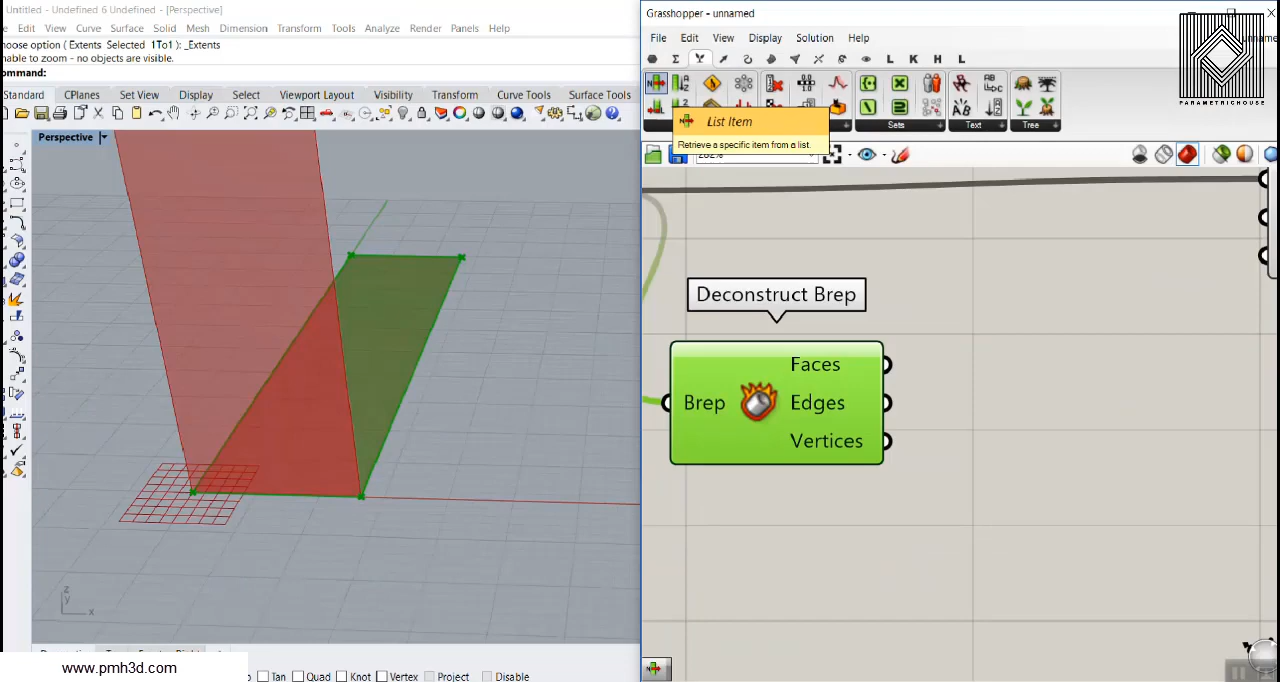 Untitled - Undefined 6 Undefined - [Perspective]
Edit View Curve Surface Solid Mesh Dimension Transform Tools Analyze Render Panels Help
hoose option ( Extents Selected 1To1 ): _Extents
nable to zoom - no objects are visible.
ommand:
Standard CPlanes Set View Display Select Viewport Layout Visibility Transform Curve Tools Surface Tools
Perspective
z
y
x
Tan Quad Knot Vertex Project Disable
www.pmh3d.com
Grasshopper - unnamed
File Edit View Display Solution Help
unname
L K H L
PARAMETRICHOUSE
Sets Text Tree
List Item
Retrieve a specific item from a list.
Deconstruct Brep
Brep
Faces
Edges
Vertices